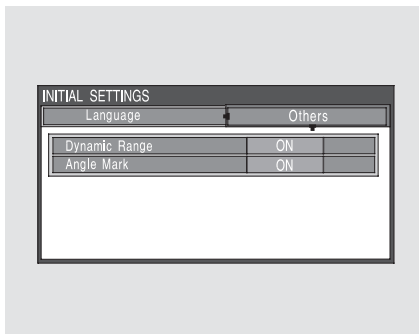 INITIAL SETTINGS
Language Others
Dynamic Range ON
Angle Mark ON